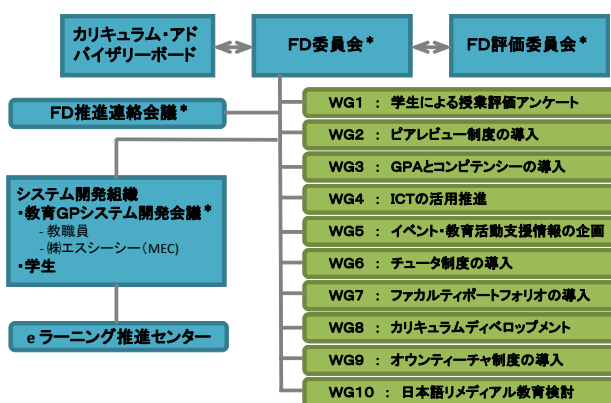 カリキュラム・アド
バイザリーボード
FD委員会*
FD評価委員会*
FD推進連絡会議*
システム開発組織
・教育GPシステム開発会議*
- 教職員
- ㈱エスシーシー(MEC)
・学生
e ラーニング推進センター
WG1 : 学生による授業評価アンケート
WG2 : ピアレビュー制度の導入
WG3 : GPAとコンピテンシーの導入
WG4 : ICTの活用推進
WG5 : イベント・教育活動支援情報の企画
WG6 : チュータ制度の導入
WG7 : ファカルティポートフォリオの導入
WG8 : カリキュラムディベロップメント
WG9 : オウンティーチャ制度の導入
WG10 : 日本語リメディアル教育検討